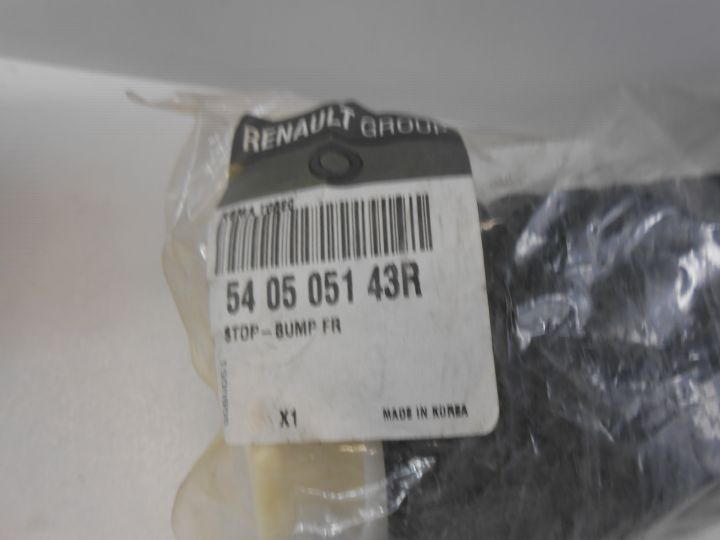 RENAULT GROUP
54 05 051 43R
STOP-BUMP FR
X1
MADE IN KOREA